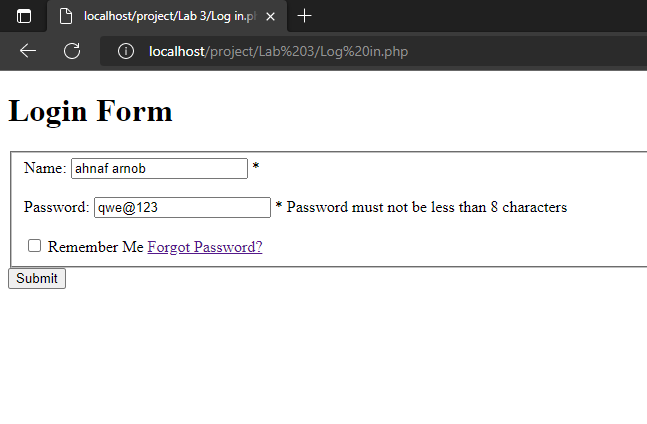 localhost/project/Lab 3/Log in.p
localhost/project/Lab%203/Log%20in.php
Login Form
Name: ahnaf arnob *
Password: qwe@123 * Password must not be less than 8 characters
Remember Me Forgot Password?
Submit